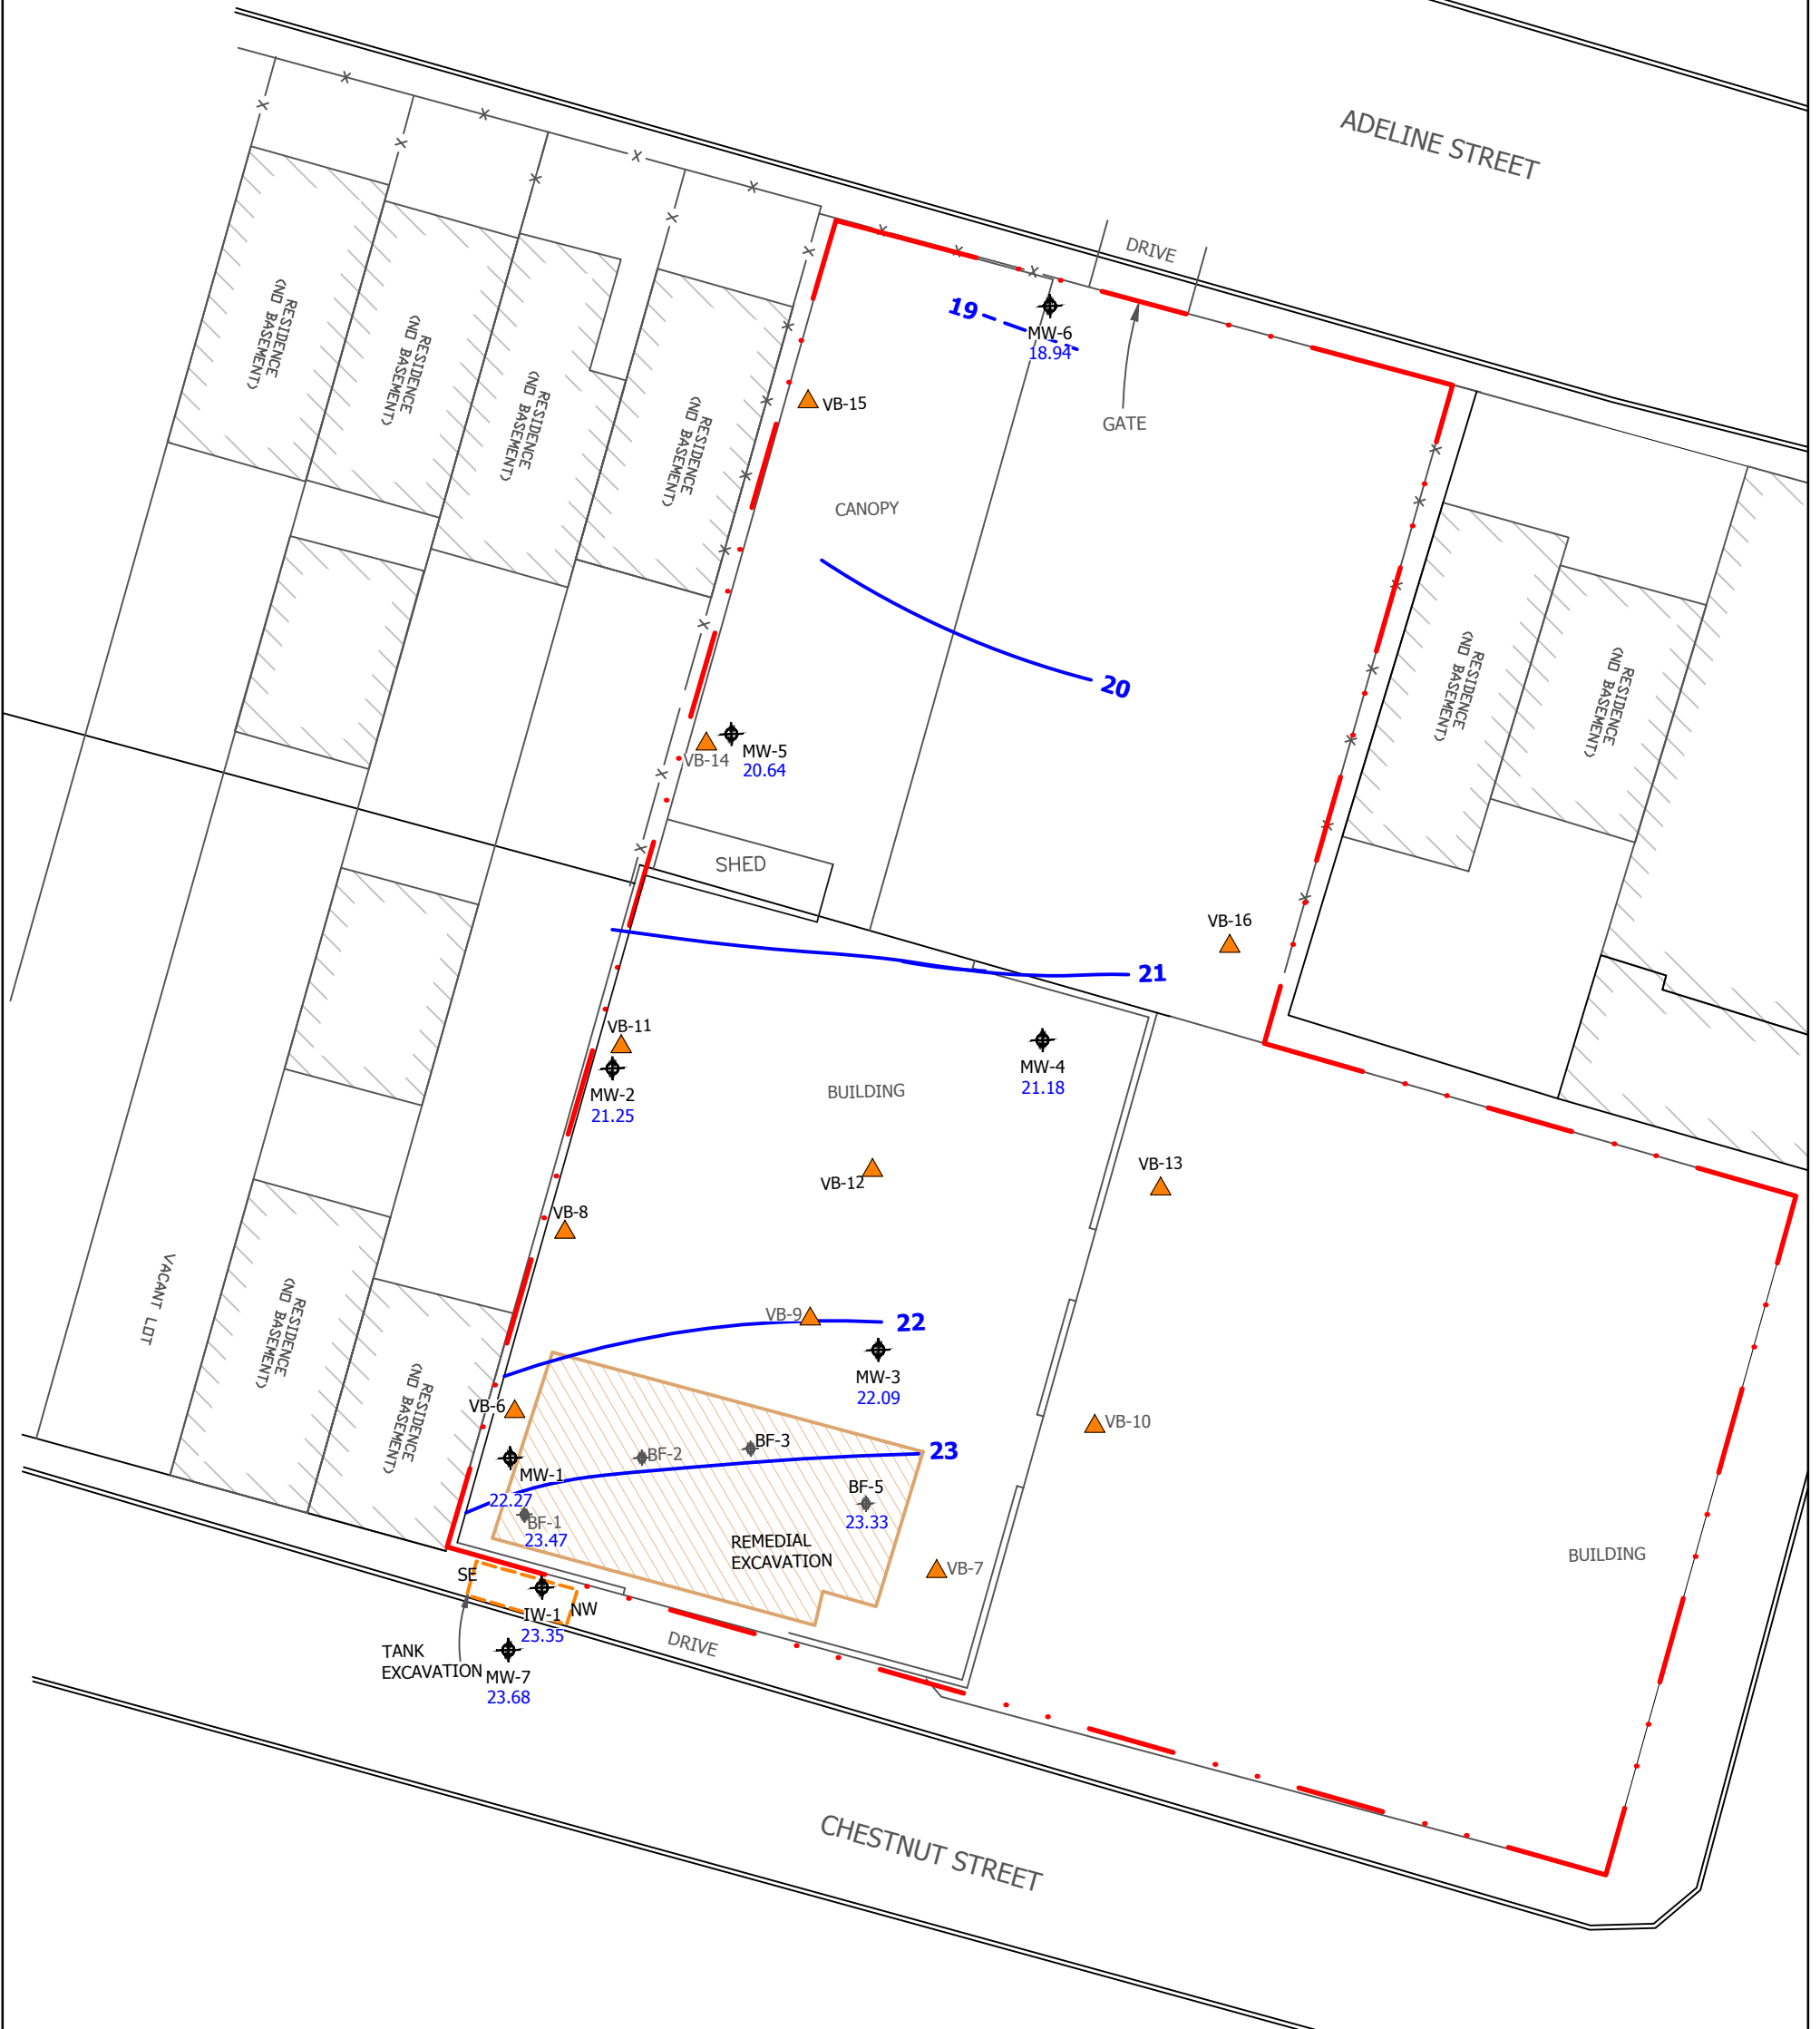 ADELINE STREET
DRIVE
19
MW-6
18.94
GATE
VB-15
RESIDENCE
(NO BASEMENT)
RESIDENCE
(NO BASEMENT)
RESIDENCE
(NO BASEMENT)
RESIDENCE
(NO BASEMENT)
CANOPY
20
RESIDENCE
(NO BASEMENT)
RESIDENCE
(NO BASEMENT)
MW-5
20.64
VB-14
SHED
VB-16
21
VB-11
MW-2
21.25
MW-4
21.18
BUILDING
VB-12
VB-13
VB-8
VACANT LOT
RESIDENCE
(NO BASEMENT)
RESIDENCE
(NO BASEMENT)
VB-9
22
MW-3
22.09
VB-6
VB-10
BF-3
BF-2
23
MW-1
22.27
BF-5
23.33
BF-1
23.47
REMEDIAL
EXCAVATION
BUILDING
VB-7
SE
IW-1
NW
23.35
DRIVE
TANK
EXCAVATION
MW-7
23.68
CHESTNUT STREET